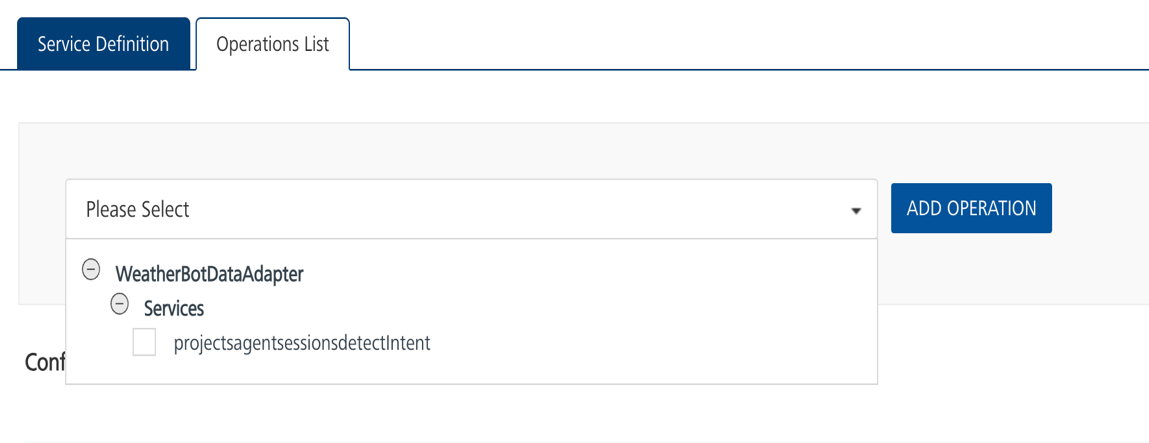 Service Definition
Operations List
Please Select
ADD OPERATION
WeatherBotDataAdapter
Services
projectsagentsessionsdetectIntent
Conf